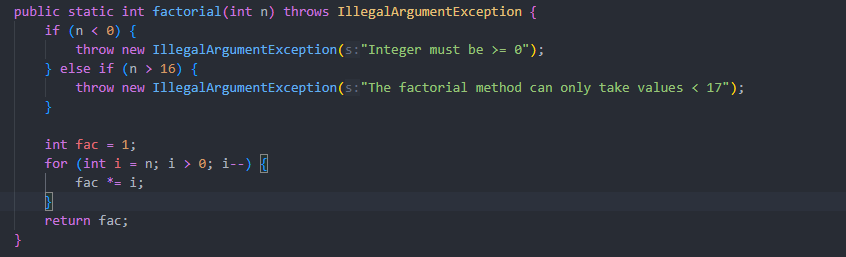 public static int factorial(int n) throws IllegalArgumentException {
    if (n < 0) {
        throw new IllegalArgumentException(s:"Integer must be >= 0");
    } else if (n > 16) {
        throw new IllegalArgumentException(s:"The factorial method can only take values < 17");
    }
    int fac = 1;
    for (int i = n; i > 0; i--) {
        fac *= i;
    }
    return fac;
}